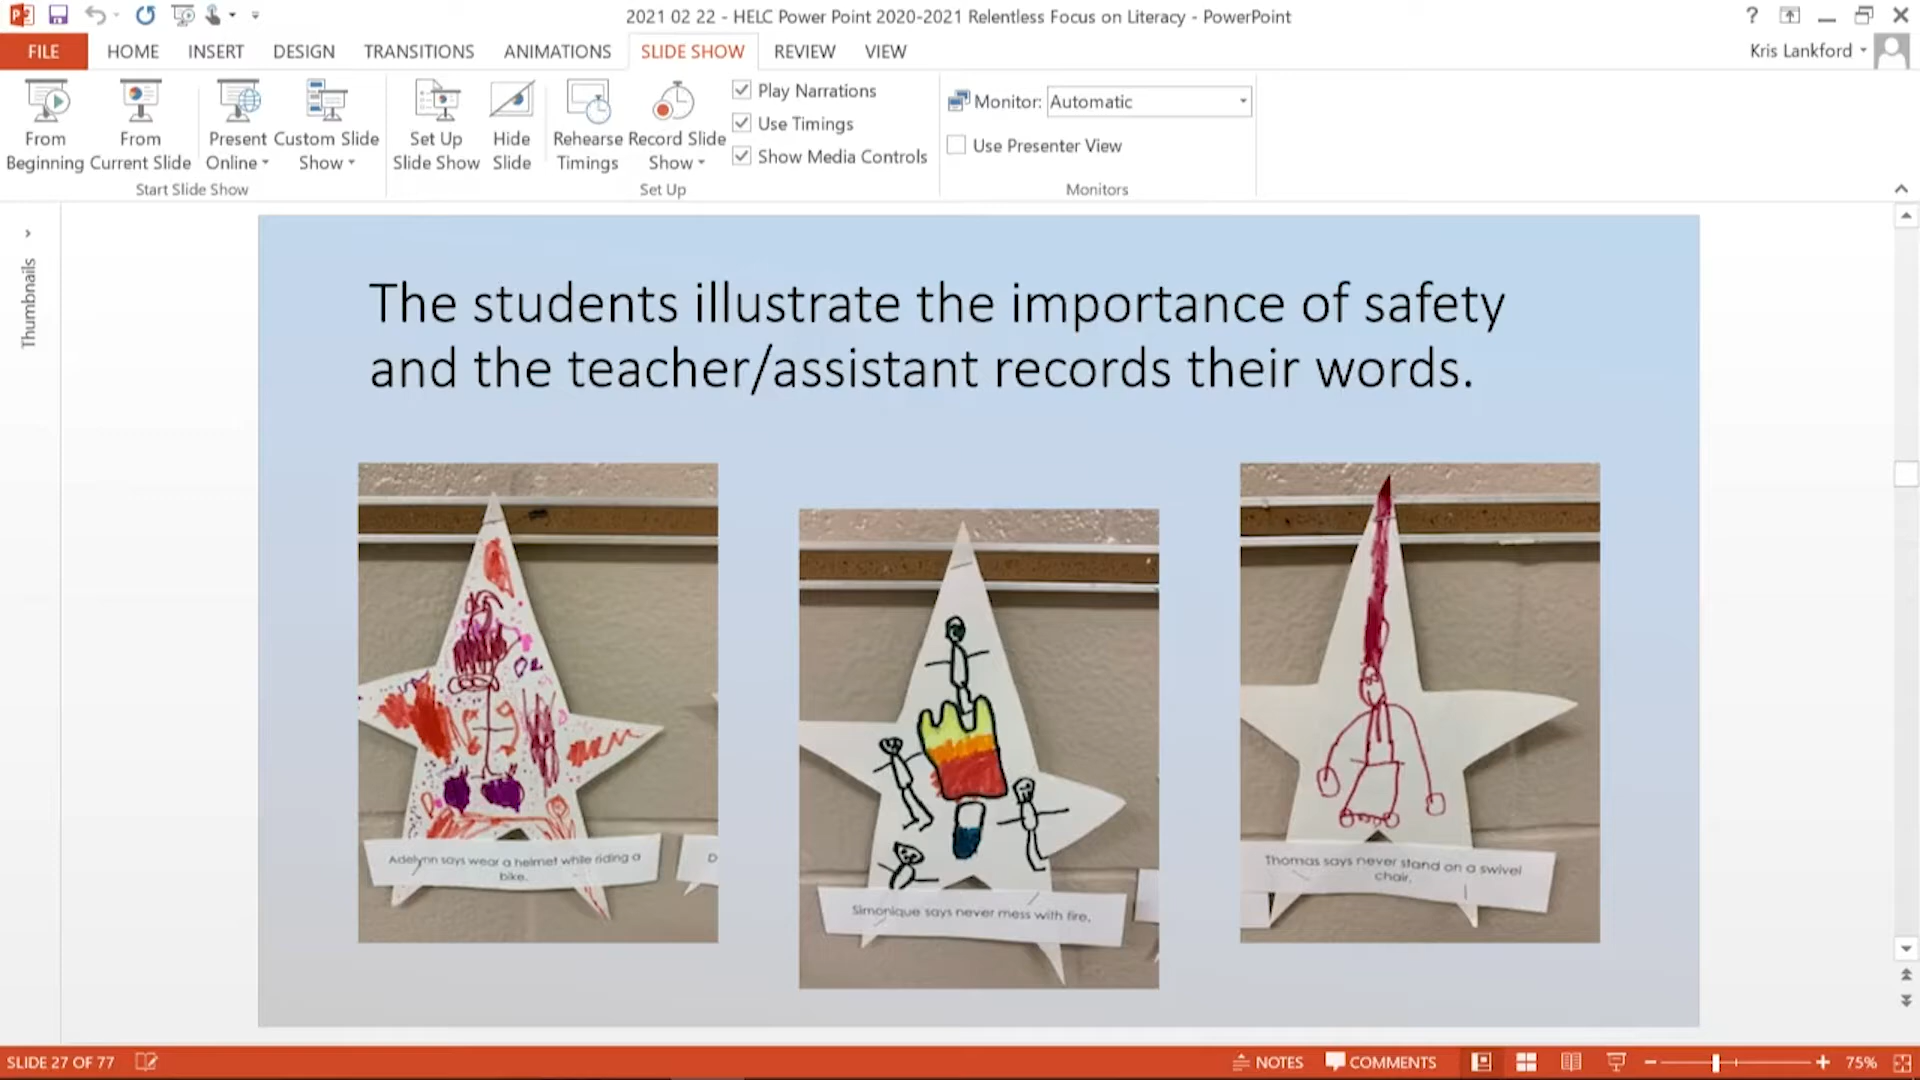 2021 02 22 - HELC Power Point 2020-2021 Relentless Focus on Literacy - PowerPoint
?
FILE HOME INSERT DESIGN TRANSITIONS ANIMATIONS SLIDE SHOW REVIEW VIEW
Kris Lankford
From Beginning
From Current Slide
Present Online
Custom Slide Show
Start Slide Show
Set Up Slide Show
Hide Slide
Rehearse Timings
Record Slide Show
Play Narrations
Use Timings
Show Media Controls
Set Up
Monitor: Automatic
Use Presenter View
Monitors
Thumbnails
The students illustrate the importance of safety
and the teacher/assistant records their words.
Adelynn says wear a helmet while riding a
bike.
D
Simonique says never mess with fire.
Thomas says never stand on a swivel
chair.
SLIDE 27 OF 77
NOTES COMMENTS 75%